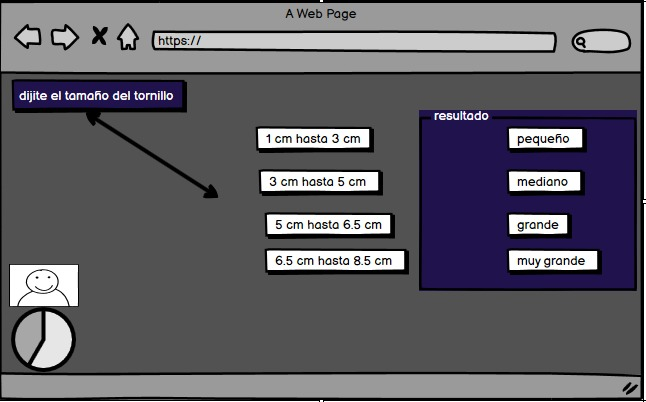 A Web Page
https://
dijite el tamaño del tornillo
resultado
1 cm hasta 3 cm
pequeño
3 cm hasta 5 cm
mediano
5 cm hasta 6.5 cm
grande
6.5 cm hasta 8.5 cm
muy grande